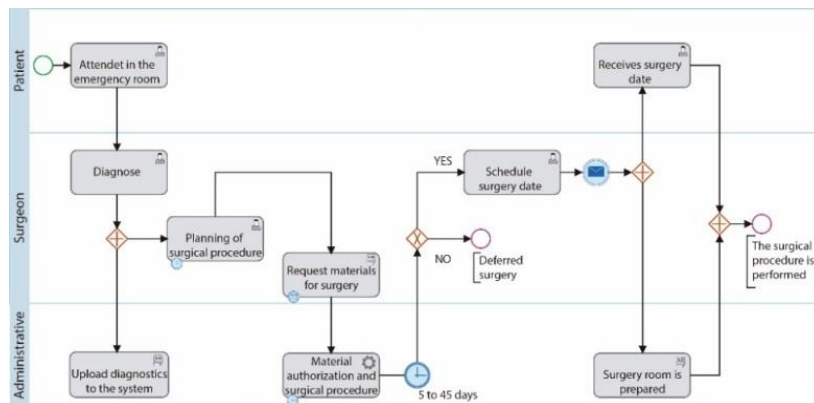 Patient
Attendet in the
emergency room
Receives surgery
date
Surgeon
Diagnose
Planning of
surgical procedure
Request materials
for surgery
YES
NO
Deferred
surgery
Schedule
surgery date
The surgical
procedure is
performed
Administrative
Upload diagnostics
to the system
Material
authorization and
surgical procedure
5 to 45 days
Surgery room is
prepared